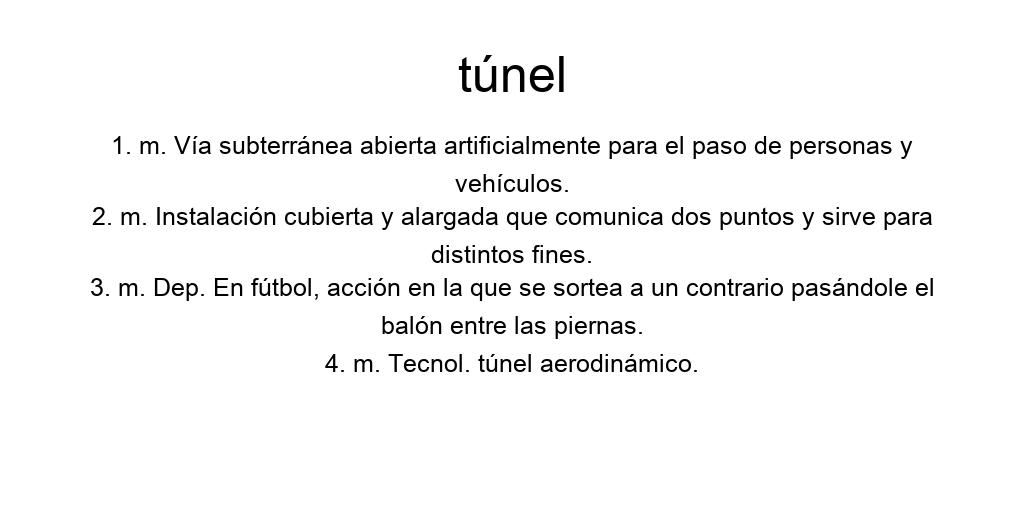 túnel
1. m. Vía subterránea abierta artificialmente para el paso de personas y
vehículos.
2. m. Instalación cubierta y alargada que comunica dos puntos y sirve para
distintos fines.
3. m. Dep. En fútbol, acción en la que se sortea a un contrario pasándole el
balón entre las piernas.
4. m. Tecnol. túnel aerodinámico.